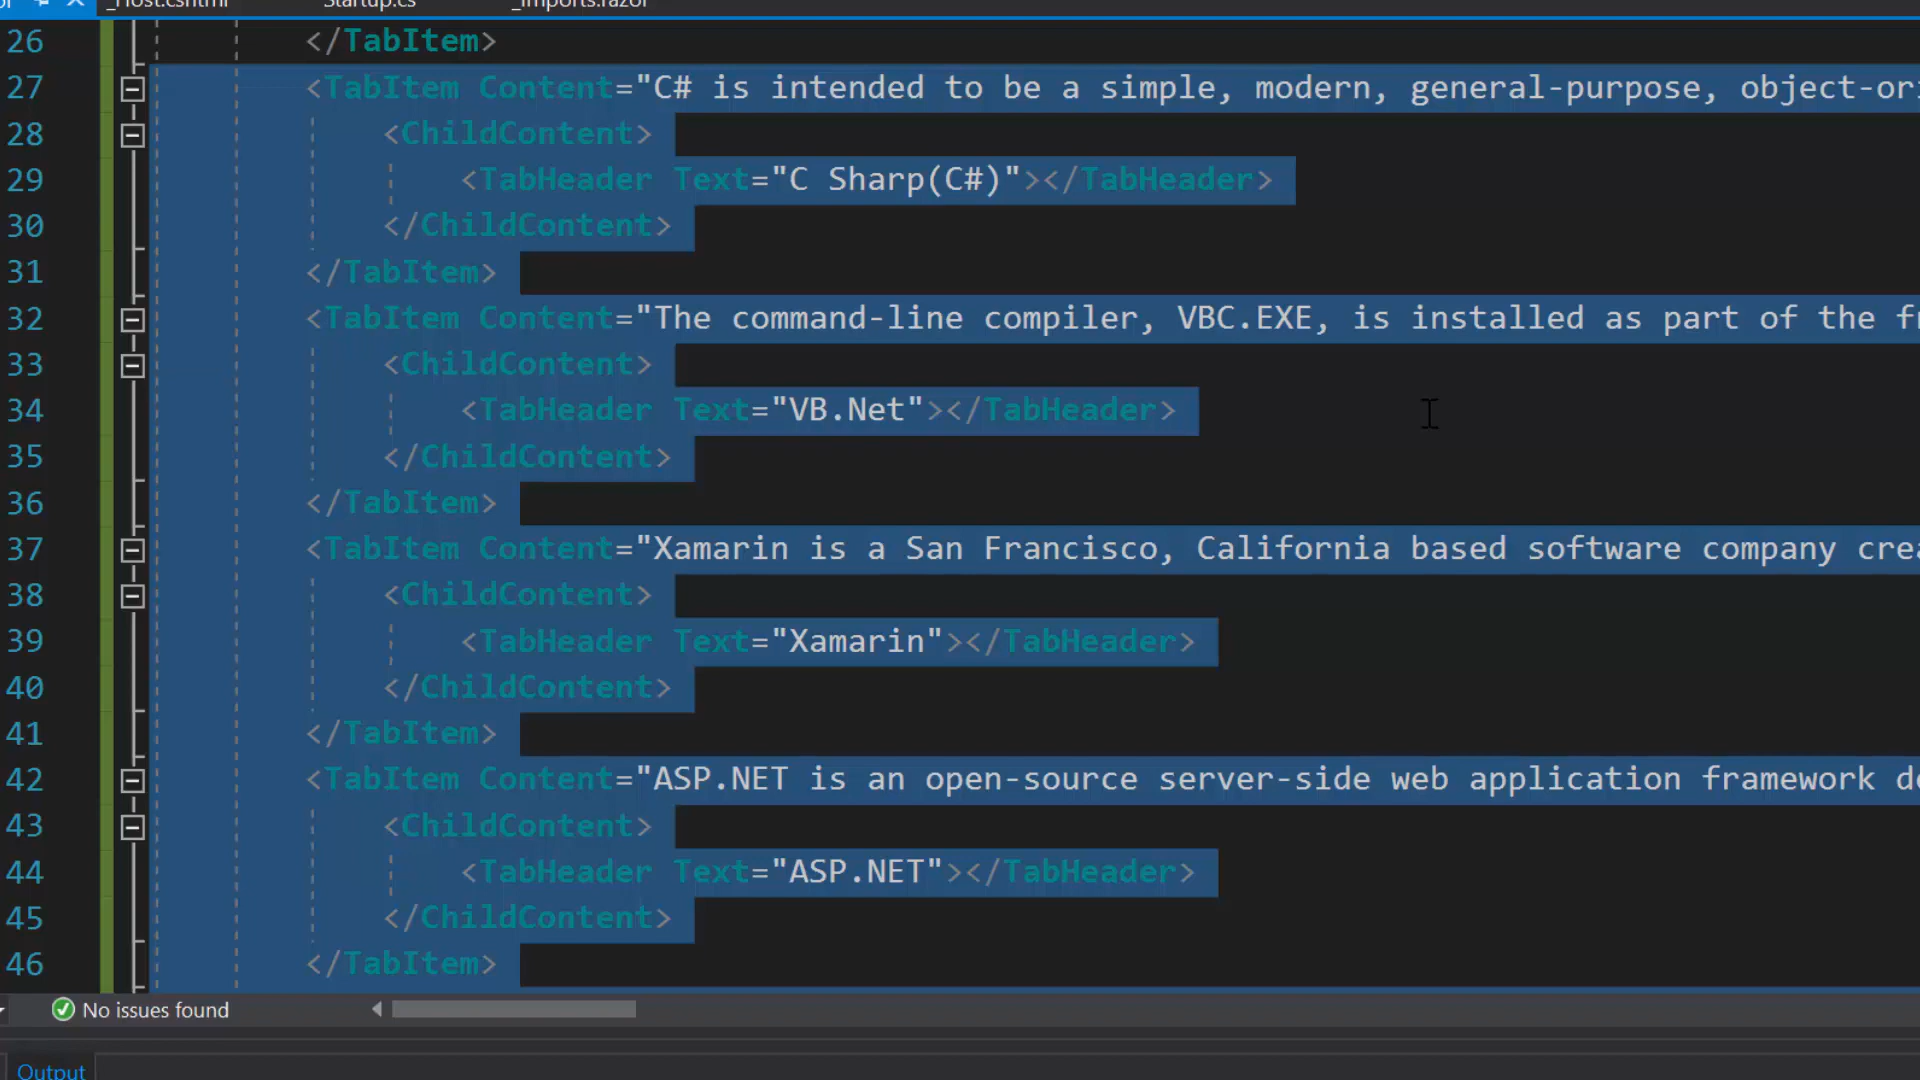 _Host.cshtml Startup.cs _Imports.razor
26 </TabItem>
27 <TabItem Content="C# is intended to be a simple, modern, general-purpose,
28 <ChildContent>
29 <TabHeader Text="C Sharp(C#)"></TabHeader>
30 </ChildContent>
31 </TabItem>
32 <TabItem Content="The command-line compiler, VBC.EXE, is installed as part of the
33 <ChildContent>
34 <TabHeader Text="VB.Net"></TabHeader>
35 </ChildContent>
36 </TabItem>
37 <TabItem Content="Xamarin is a San Francisco, California based software company
38 <ChildContent>
39 <TabHeader Text="Xamarin"></TabHeader>
40 </ChildContent>
41 </TabItem>
42 <TabItem Content="ASP.NET is an open-source server-side web application framework
43 <ChildContent>
44 <TabHeader Text="ASP.NET"></TabHeader>
45 </ChildContent>
46 </TabItem>
No issues found
Output